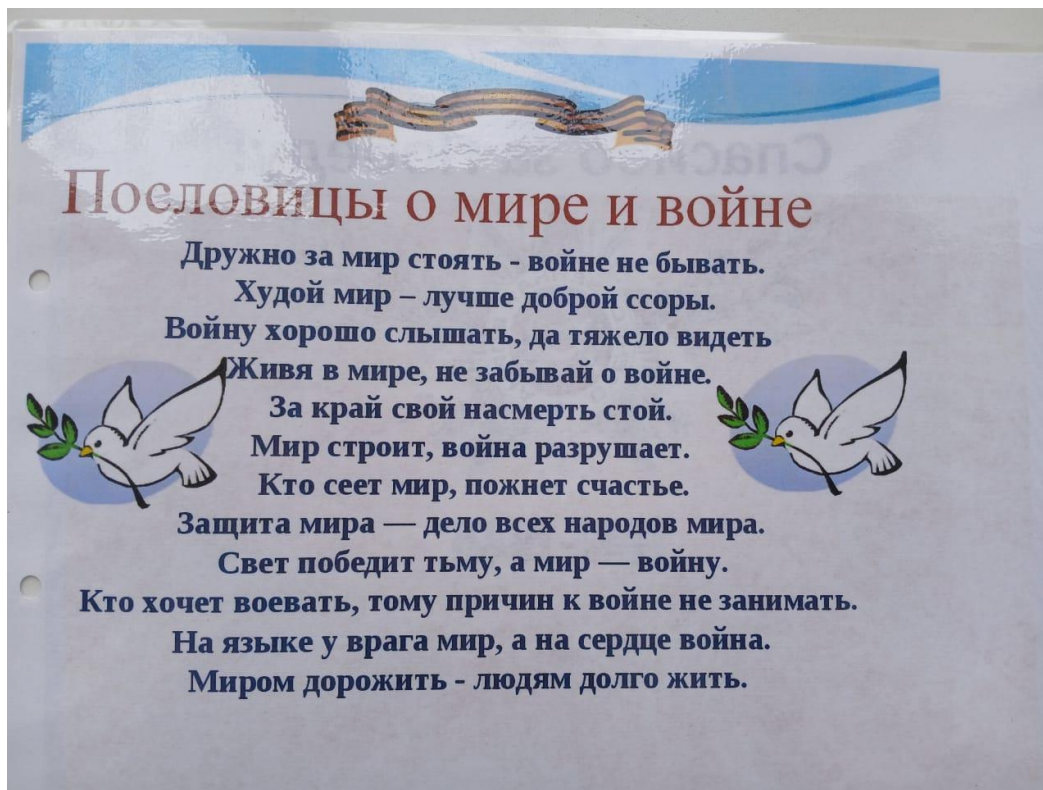 Пословицы о мире и войне
Дружно за мир стоять - войне не бывать.
Худой мир – лучше доброй ссоры.
Войну хорошо слышать, да тяжело видеть
Живя в мире, не забывай о войне.
За край свой насмерть стой.
Мир строит, война разрушает.
Кто сеет мир, пожнет счастье.
Защита мира — дело всех народов мира.
Свет победит тьму, а мир — войну.
Кто хочет воевать, тому причин к войне не занимать.
На языке у врага мир, а на сердце война.
Миром дорожить - людям долго жить.